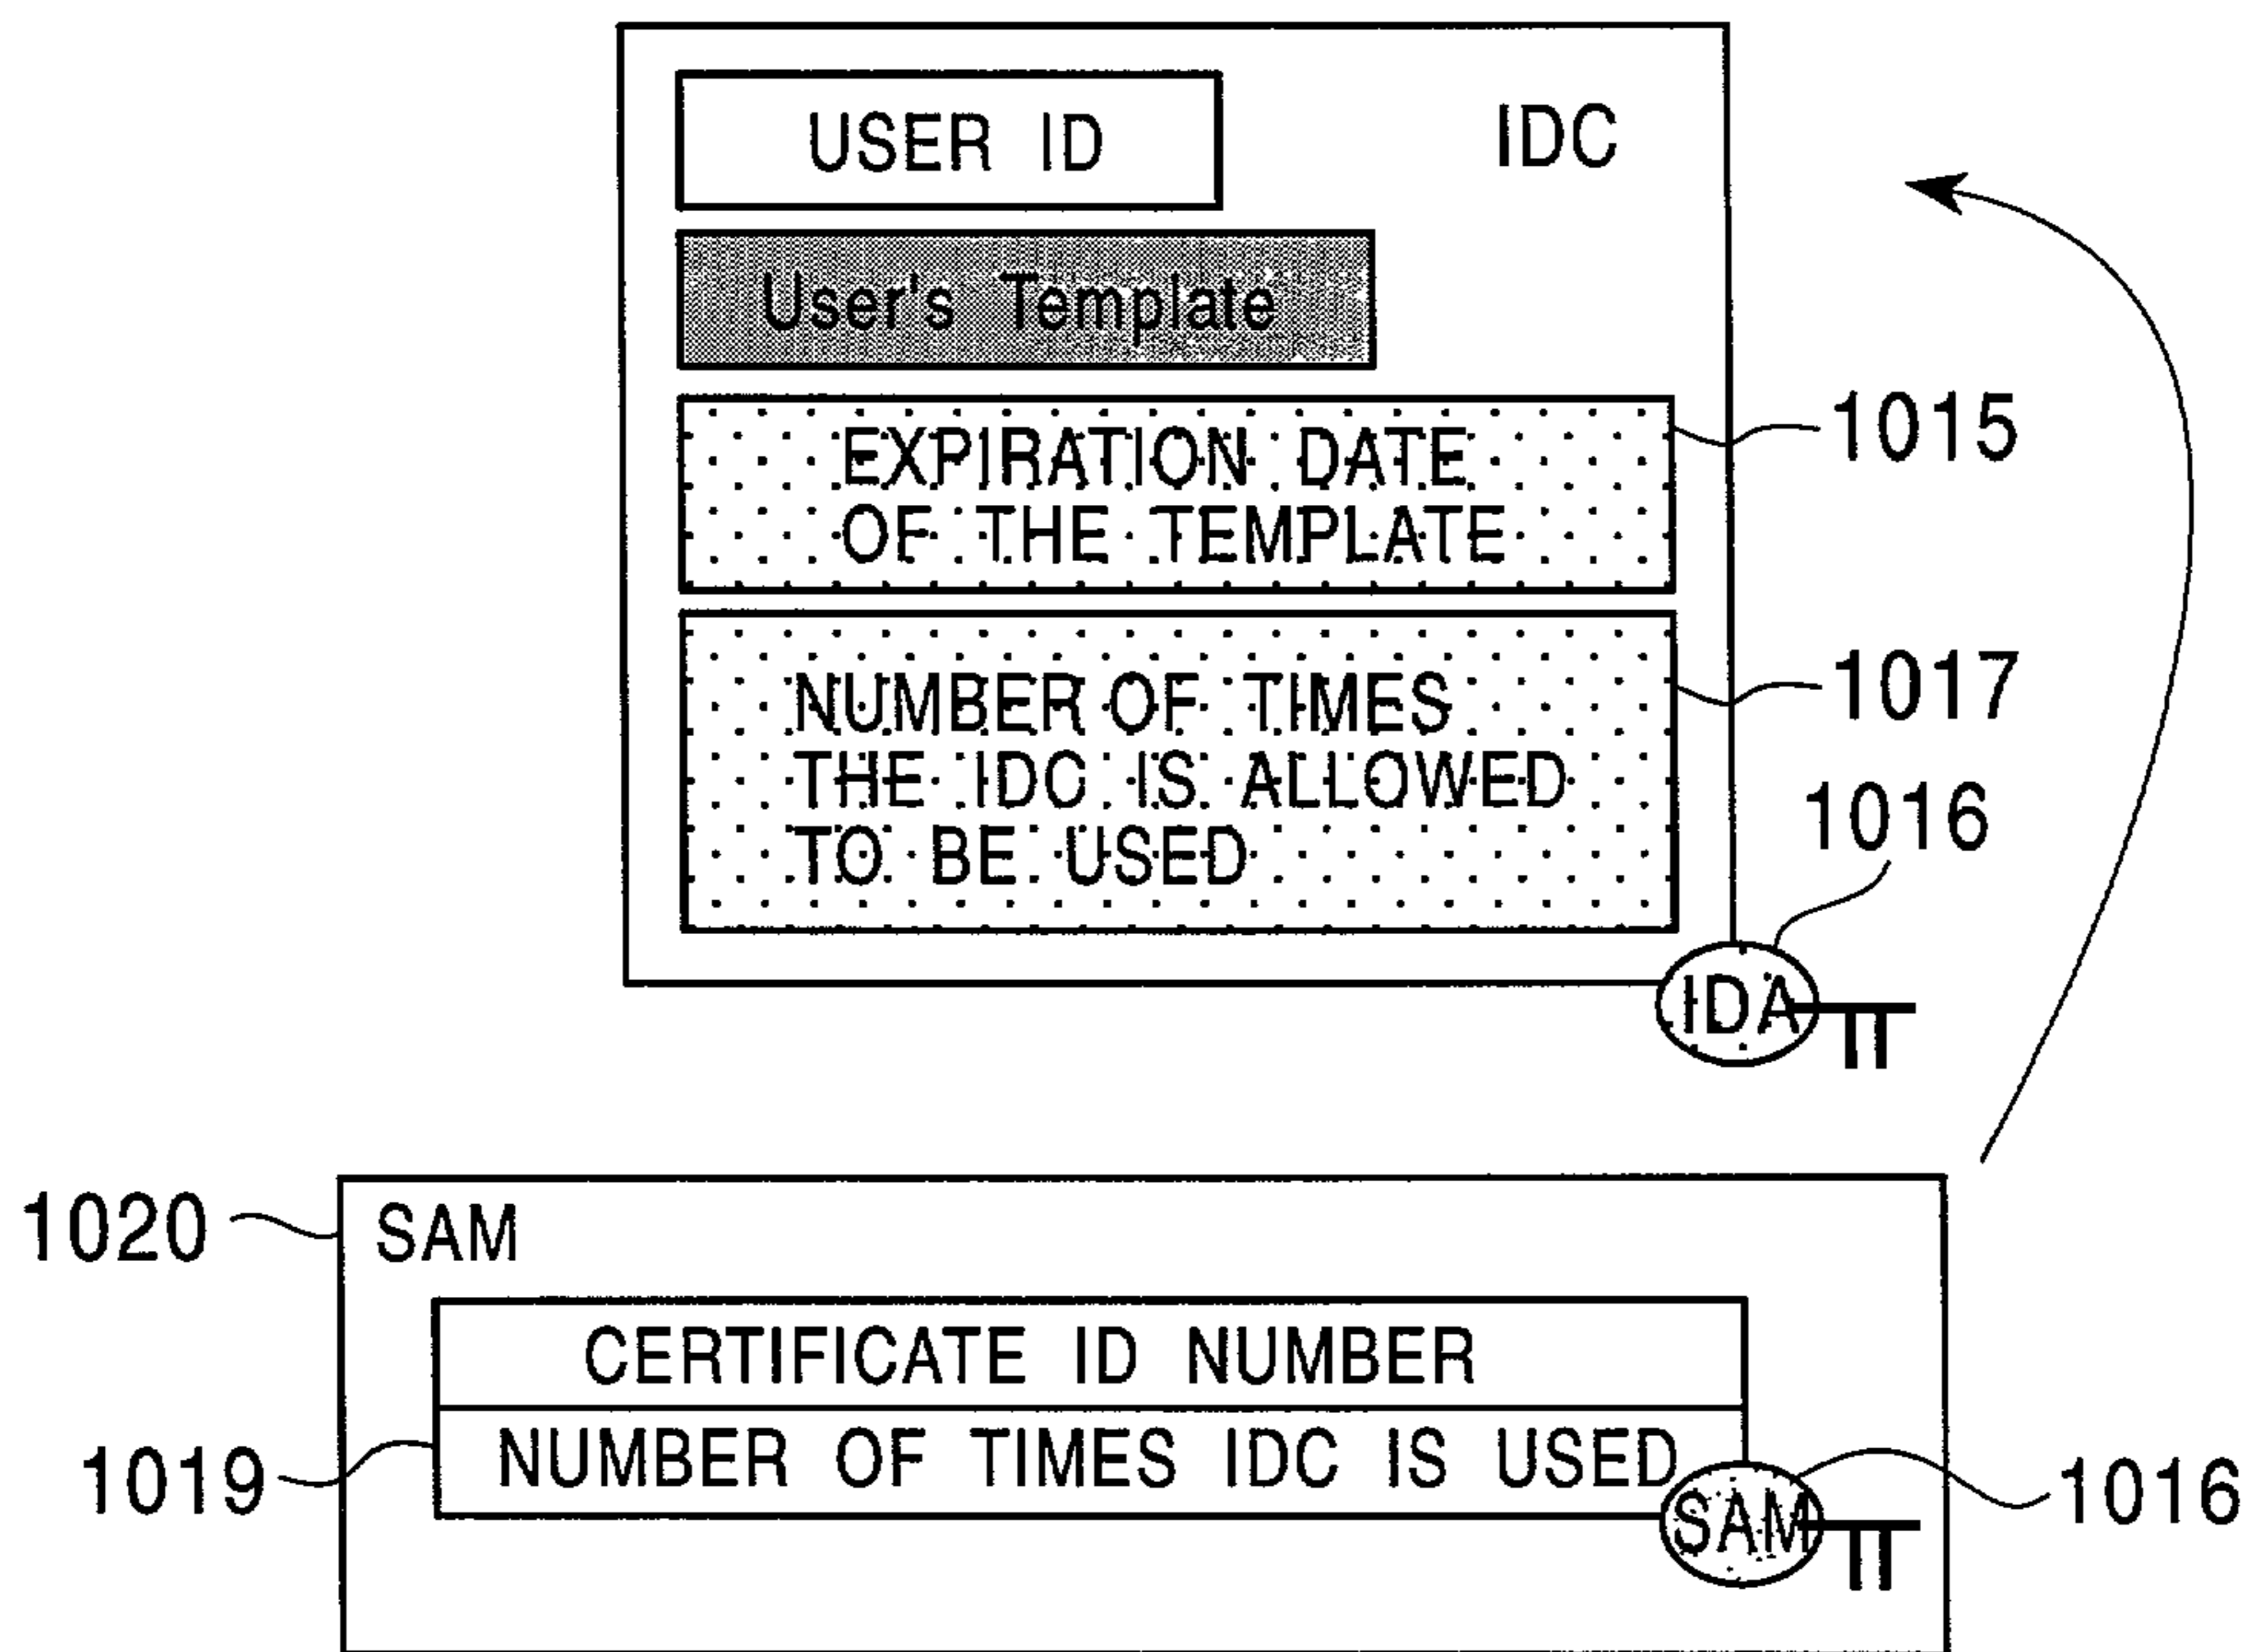 USER ID
IDC
User's Template
EXPIRATION DATE
OF THE TEMPLATE
1015
NUMBER OF TIMES
THE IDC IS ALLOWED
TO BE USED
1017
1016
IDA
1020
SAM
CERTIFICATE ID NUMBER
NUMBER OF TIMES IDC IS USED
1019
SAM
1016